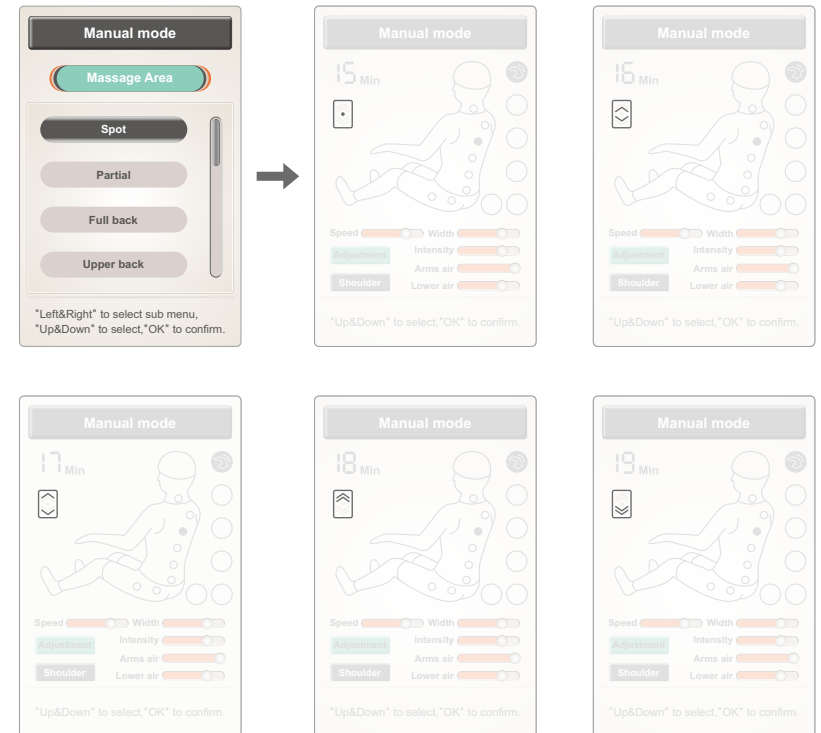 Manual mode
Massage Area
Spot
Partial
Full back
Upper back
"Left&Right" to select sub menu,
"Up&Down" to select,"OK" to confirm.
Manual mode
15 Min
Speed
Width
Adjustment
Intensity
Arms air
Shoulder
Lower air
"Up&Down" to select,"OK" to confirm.
Manual mode
16 Min
Speed
Width
Adjustment
Intensity
Arms air
Shoulder
Lower air
"Up&Down" to select,"OK" to confirm.
Manual mode
17 Min
Speed
Width
Adjustment
Intensity
Arms air
Shoulder
Lower air
"Up&Down" to select,"OK" to confirm.
Manual mode
18 Min
Speed
Width
Adjustment
Intensity
Arms air
Shoulder
Lower air
"Up&Down" to select,"OK" to confirm.
Manual mode
19 Min
Speed
Width
Adjustment
Intensity
Arms air
Shoulder
Lower air
"Up&Down" to select,"OK" to confirm.